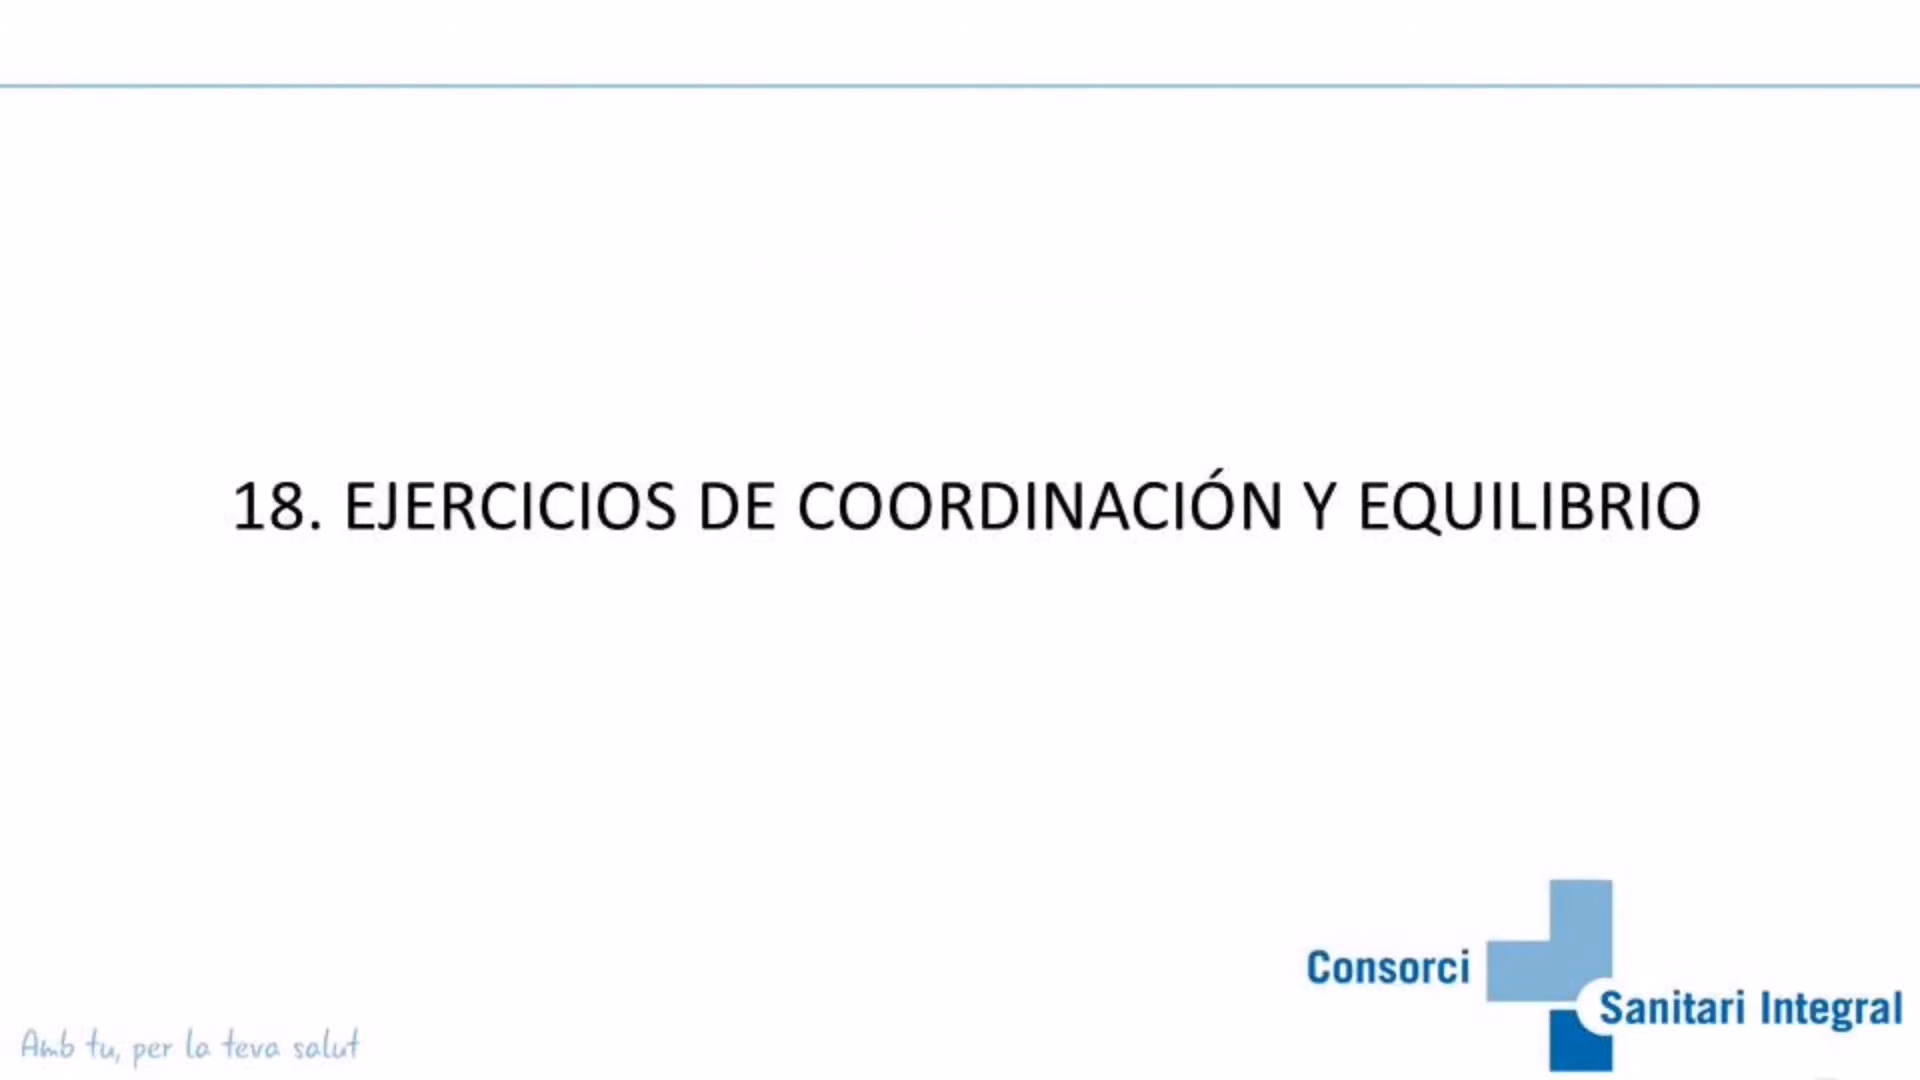 18. EJERCICIOS DE COORDINACIÓN Y EQUILIBRIO
Consorci
Sanitari Integral
Amb tu, per la teva salut